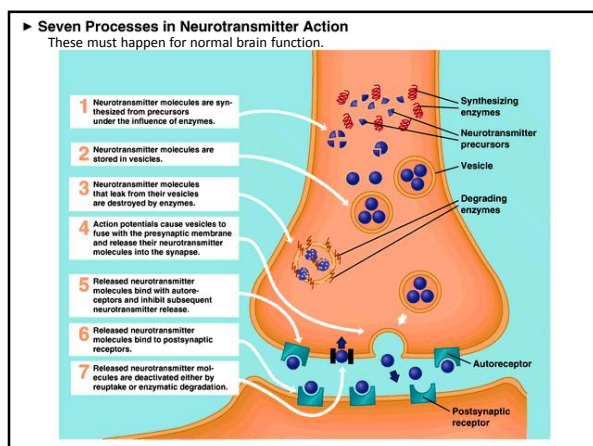 ► Seven Processes in Neurotransmitter Action
These must happen for normal brain function.
1 Neurotransmitter molecules are syn-
thesized from precursors
under the influence of enzymes.
2 Neurotransmitter molecules are
stored in vesicles.
3 Neurotransmitter molecules
that leak from their vesicles
are destroyed by enzymes.
4 Action potentials cause vesicles to
fuse with the presynaptic membrane
and release their neurotransmitter
molecules into the synapse.
5 Released neurotransmitter
molecules bind with autore-
ceptors and inhibit subsequent
neurotransmitter release.
6 Released neurotransmitter
molecules bind to postsynaptic
receptors.
7 Released neurotransmitter mol-
ecules are deactivated either by
reuptake or enzymatic degradation.
Synthesizing
enzymes
Neurotransmitter
precursors
Vesicle
Degrading
enzymes
Autoreceptor
Postsynaptic
receptor